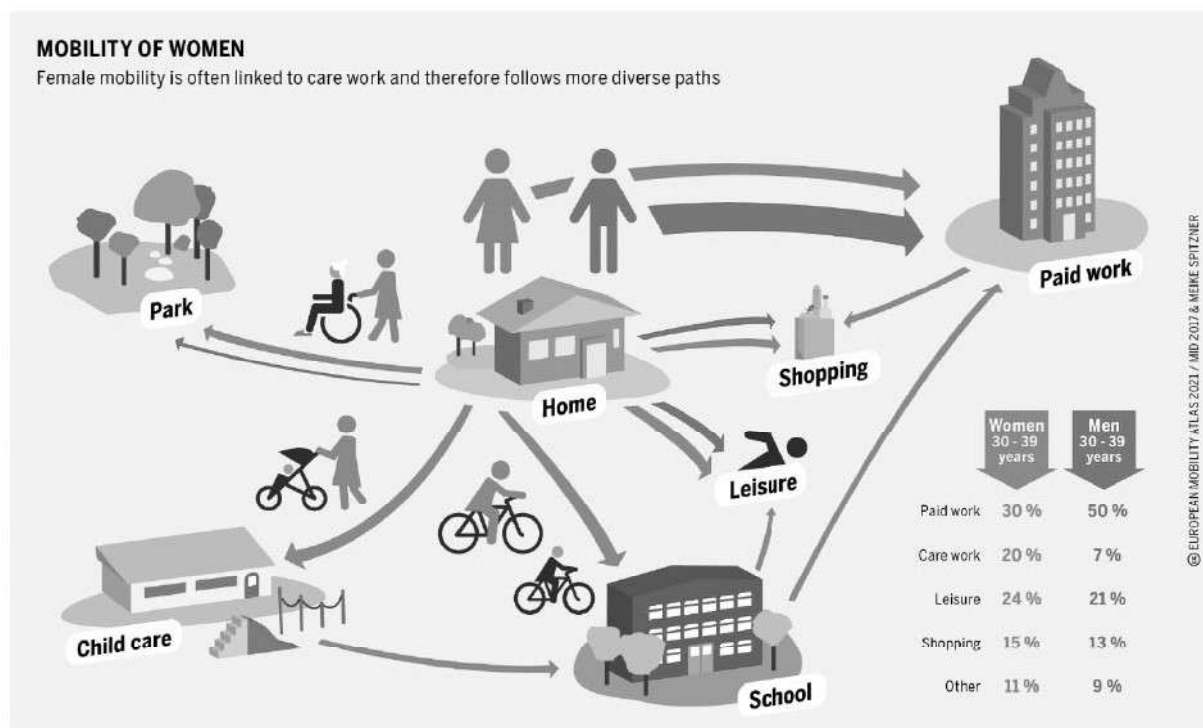 MOBILITY OF WOMEN
Female mobility is often linked to care work and therefore follows more diverse paths
Park
Home
Shopping
Paid work
Leisure
Child care
School
Women
30 - 39
years
Men
30 - 39
years
Paid work 30 % 50 %
Care work 20 % 7 %
Leisure 24 % 21 %
Shopping 15 % 13 %
Other 11 % 9 %
EUROPEAN MOBILITY ATLAS 2021 / MID 2017 & MEIKE SPITZNER